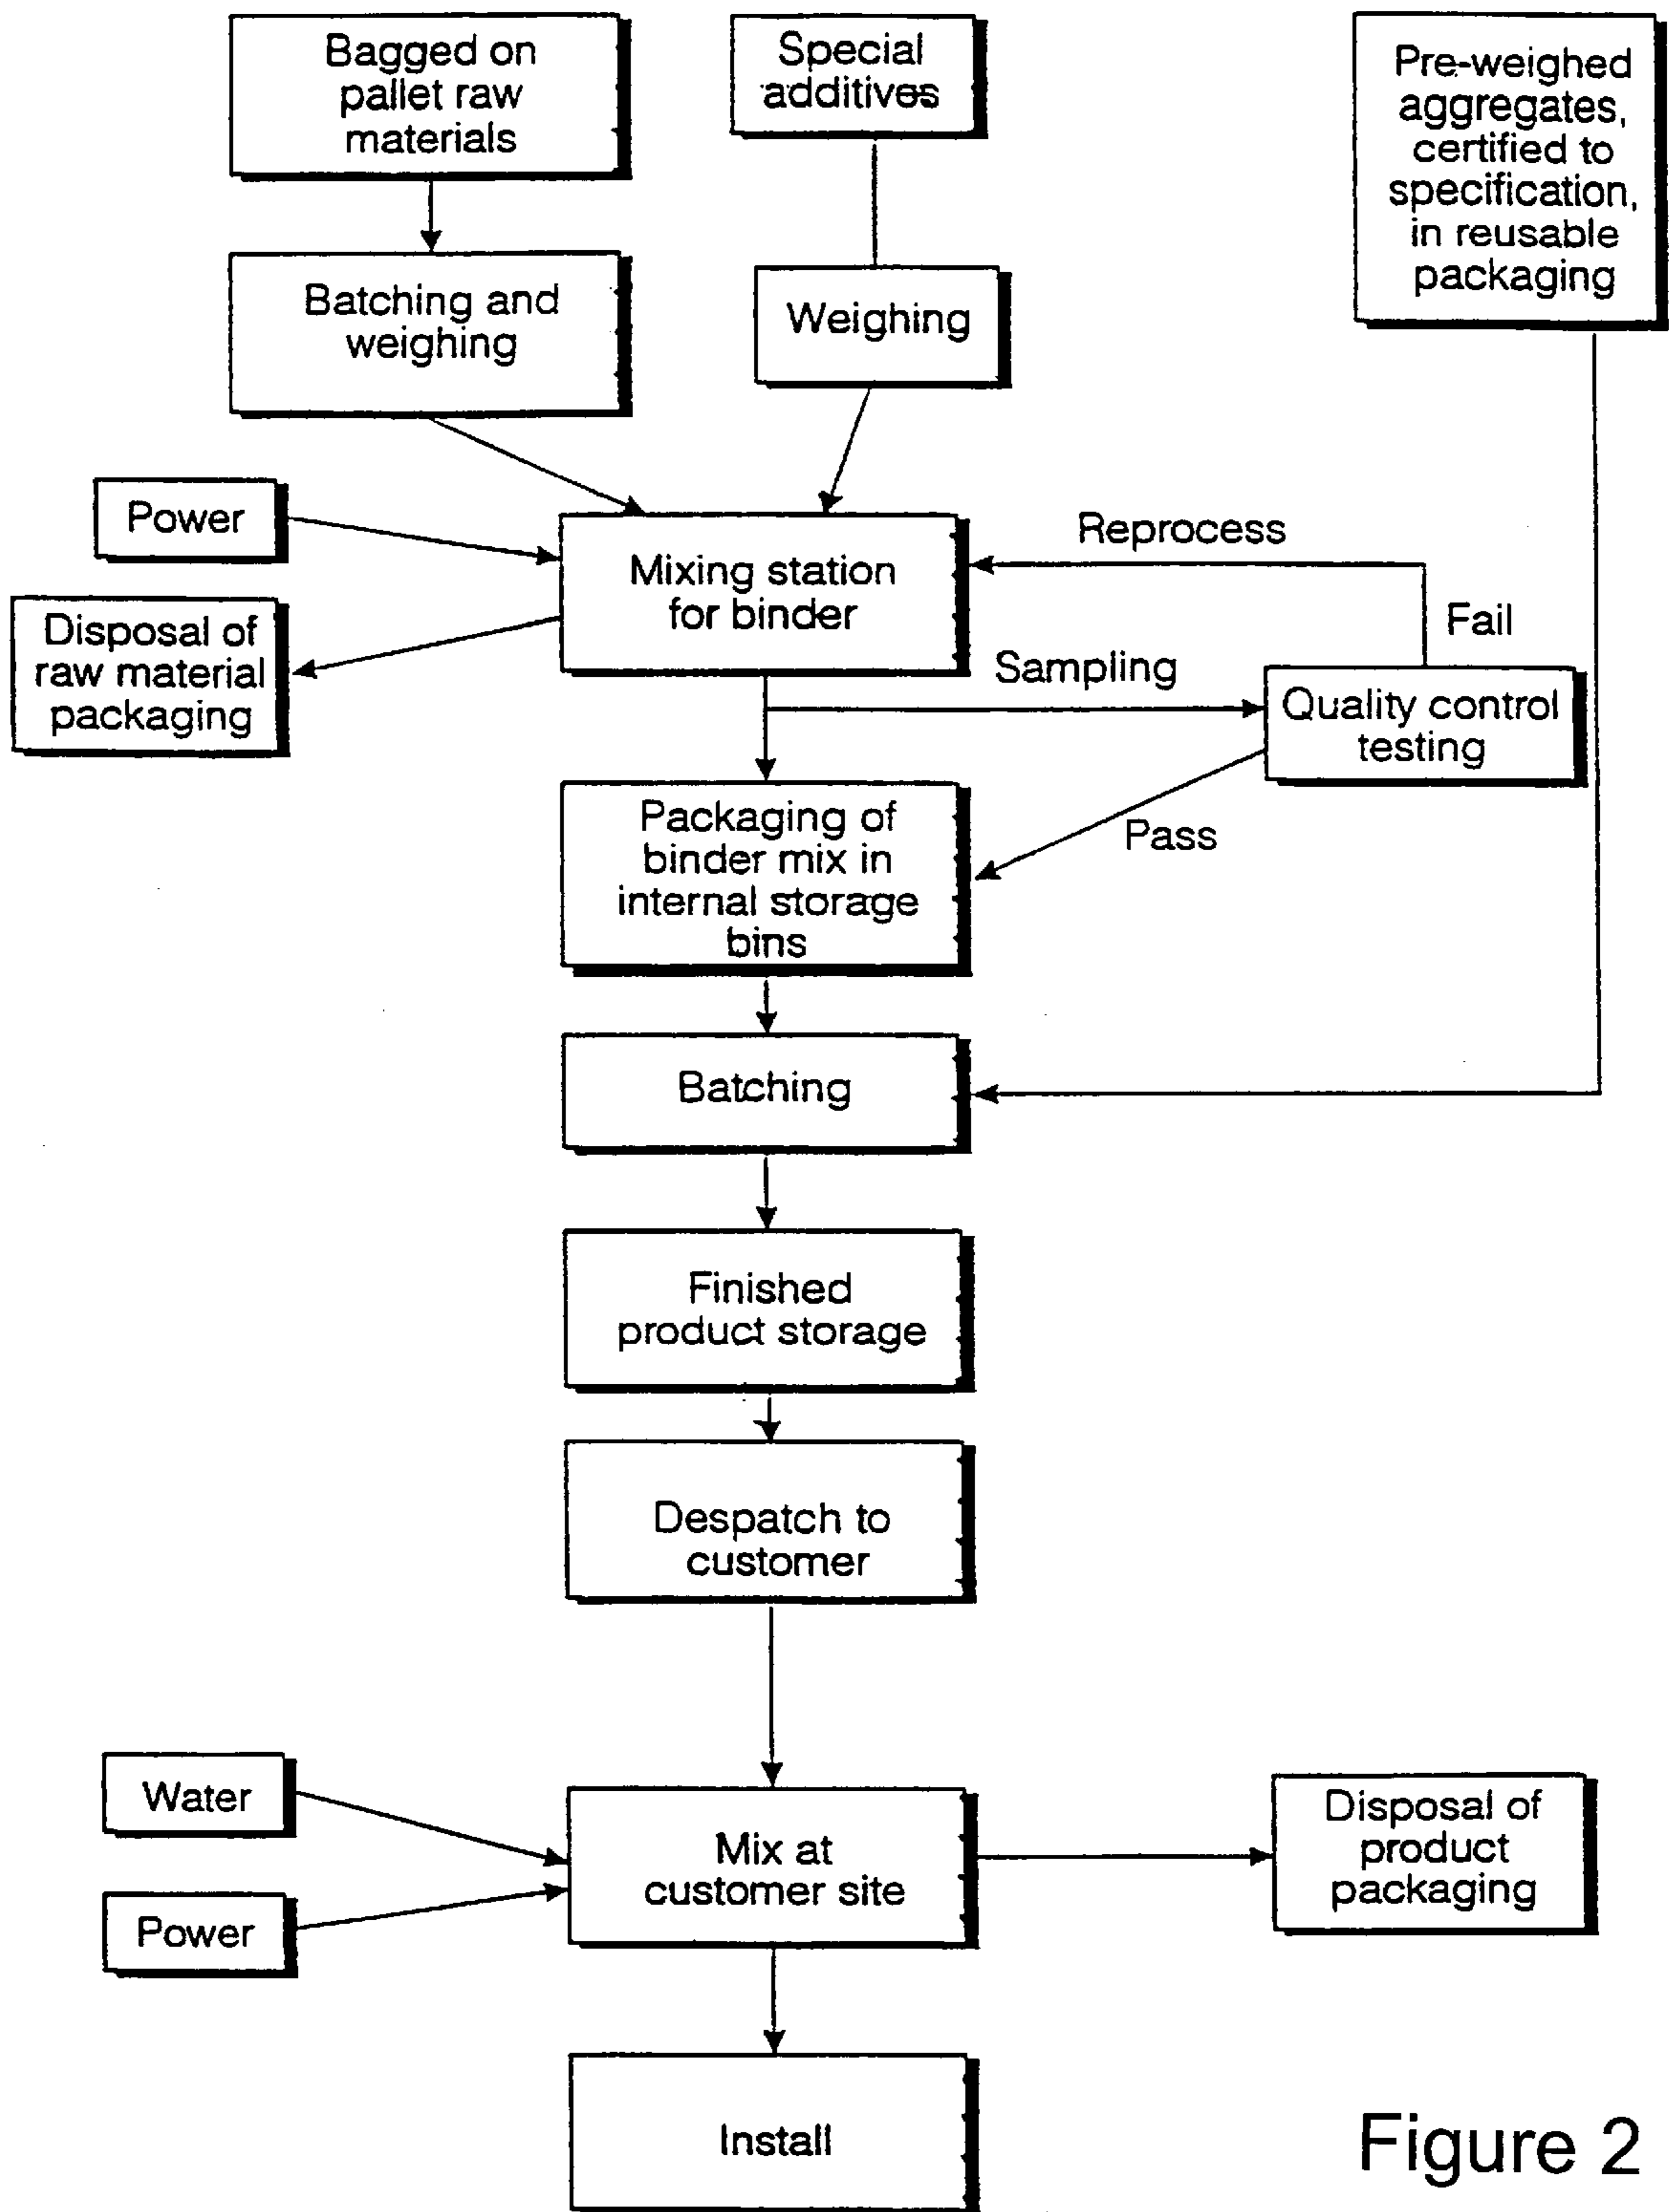 Bagged on
pallet raw
materials
Special
additives
Pre-weighed
aggregates,
certified to
specification,
in reusable
packaging
Batching and
weighing
Weighing
Power
Mixing station
for binder
Reprocess
Fail
Disposal of
raw material
packaging
Sampling
Quality control
testing
Packaging of
binder mix in
internal storage
bins
Pass
Batching
Finished
product storage
Despatch to
customer
Water
Power
Mix at
customer site
Disposal of
product
packaging
Install
Figure 2